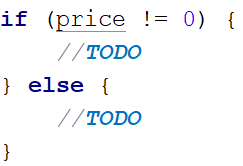 if (price != 0) {
    //TODO
} else {
    //TODO
}